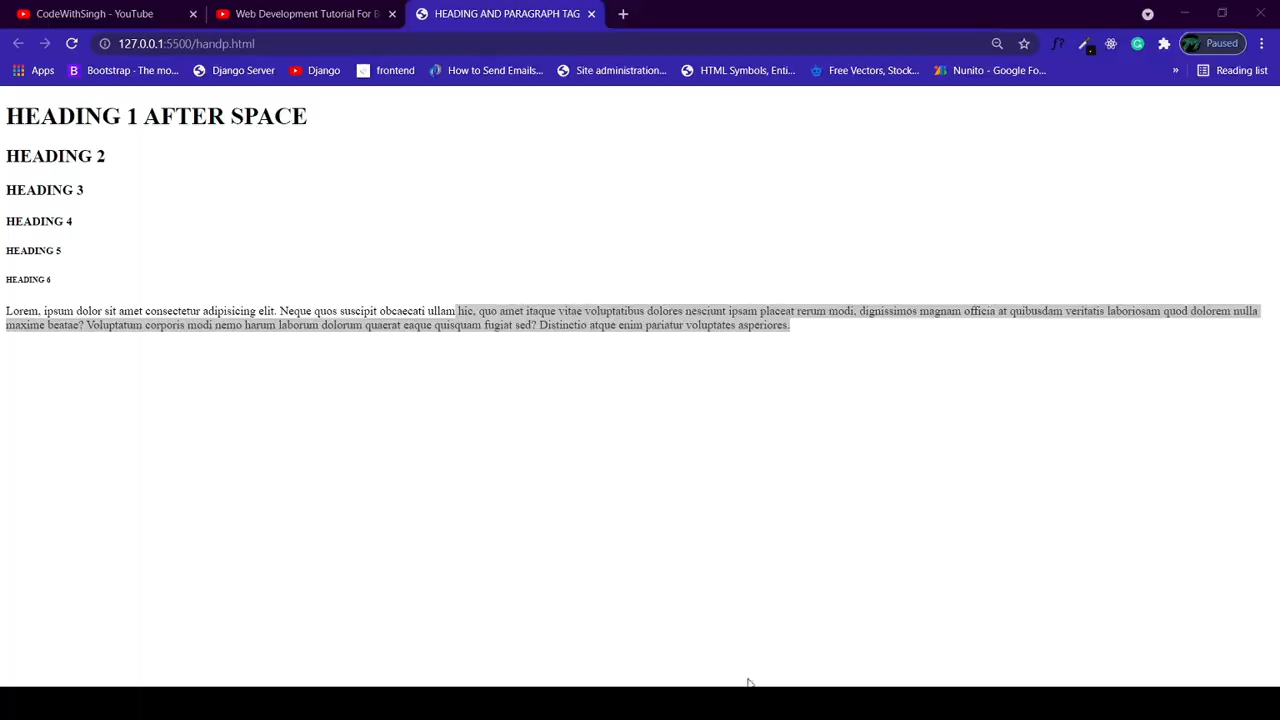 CodeWithSingh - YouTube
Web Development Tutorial For B
HEADING AND PARAGRAPH TAG
127.0.0.1:5500/handp.html
f?
Paused
Apps
B
Bootstrap - The mo...
Django Server
Django
frontend
How to Send Emails...
Site administration...
HTML Symbols, Enti...
Free Vectors, Stock...
Nunito - Google Fo...
»
Reading list
HEADING 1 AFTER SPACE
HEADING 2
HEADING 3
HEADING 4
HEADING 5
HEADING 6
Lorem, ipsum dolor sit amet consectetur adipisicing elit. Neque quos suscipit obcaecati ullam hic, quo amet itaque vitae voluptatibus dolores nesciunt ipsam placeat rerum modi, dignissimos magnam officia at quibusdam veritatis laboriosam quod dolorem nulla
maxime beatae? Voluptatum corporis modi nemo harum laborum dolorum quaerat eaque quisquam fugiat sed? Distinctio atque enim pariatur voluptates asperiores.